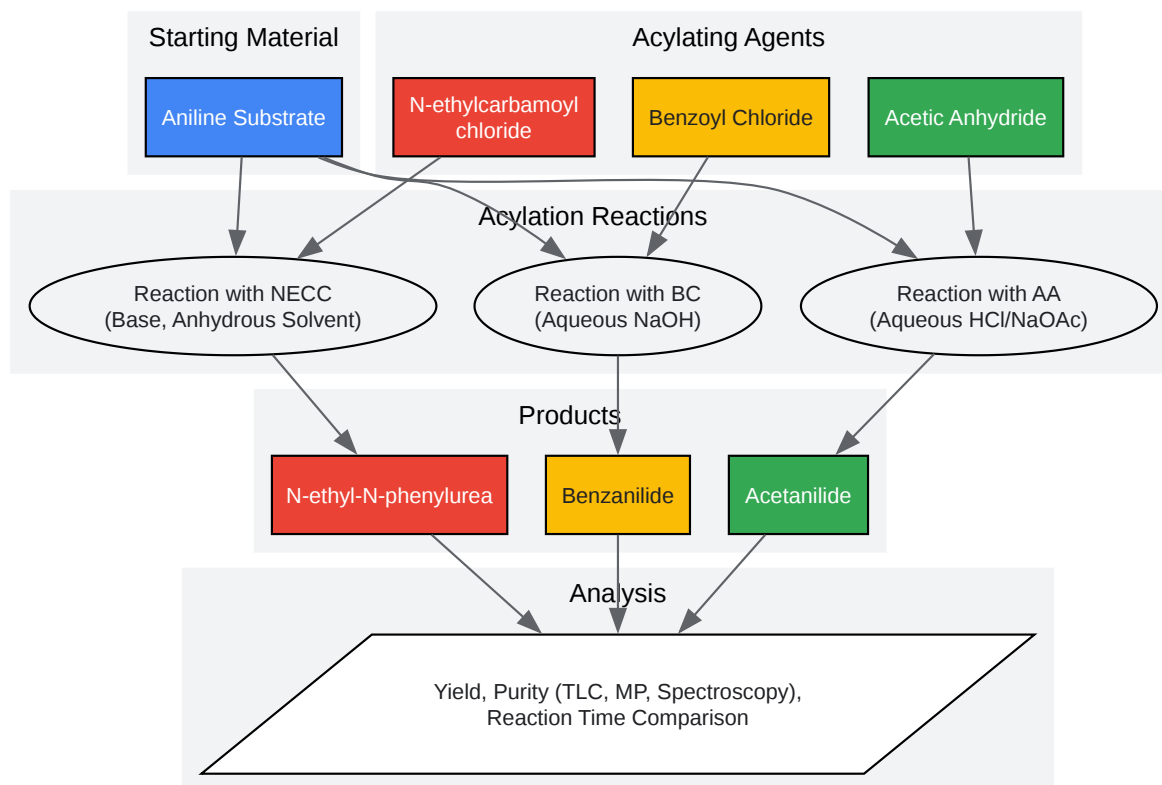 Starting Material
Acylating Agents
Aniline Substrate
N-ethylcarbamoyl
chloride
Benzoyl Chloride
Acetic Anhydride
Acylation Reactions
Reaction with NECC
(Base, Anhydrous Solvent)
Reaction with BC
(Aqueous NaOH)
Reaction with AA
(Aqueous HCl/NaOAc)
Products
N-ethyl-N-phenylurea
Benzanilide
Acetanilide
Analysis
Yield, Purity (TLC, MP, Spectroscopy),
Reaction Time Comparison